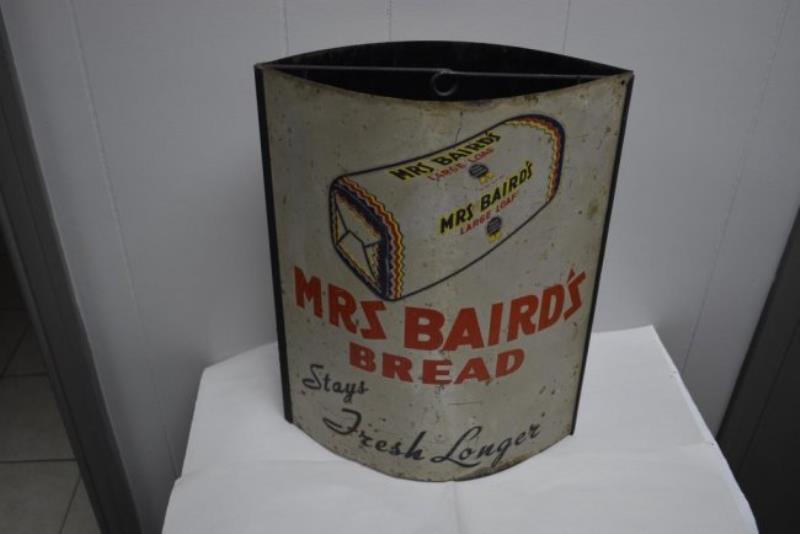 MRS BAIRD'S
LARGE LOAF
MRS BAIRD'S
LARGE LOAF
MRS BAIRD'S
BREAD
Stays
Fresh Longer